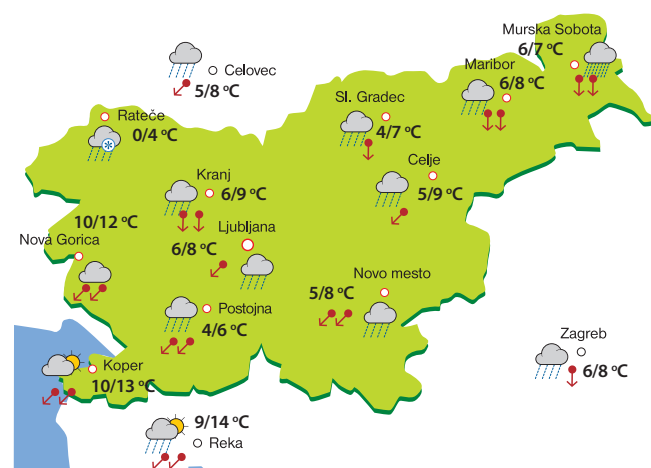 Murska Sobota
6/7 °C
Maribor
6/8 °C
Celovec
5/8 °C
Sl. Gradec
4/7 °C
Rateče
0/4 °C
Celje
5/9 °C
Kranj
6/9 °C
10/12 °C
Nová Gorica
Ljubljana
6/8 °C
Novo mesto
5/8 °C
Postojna
4/6 °C
Zagreb
6/8 °C
Koper
10/13 °C
9/14 °C
Reka